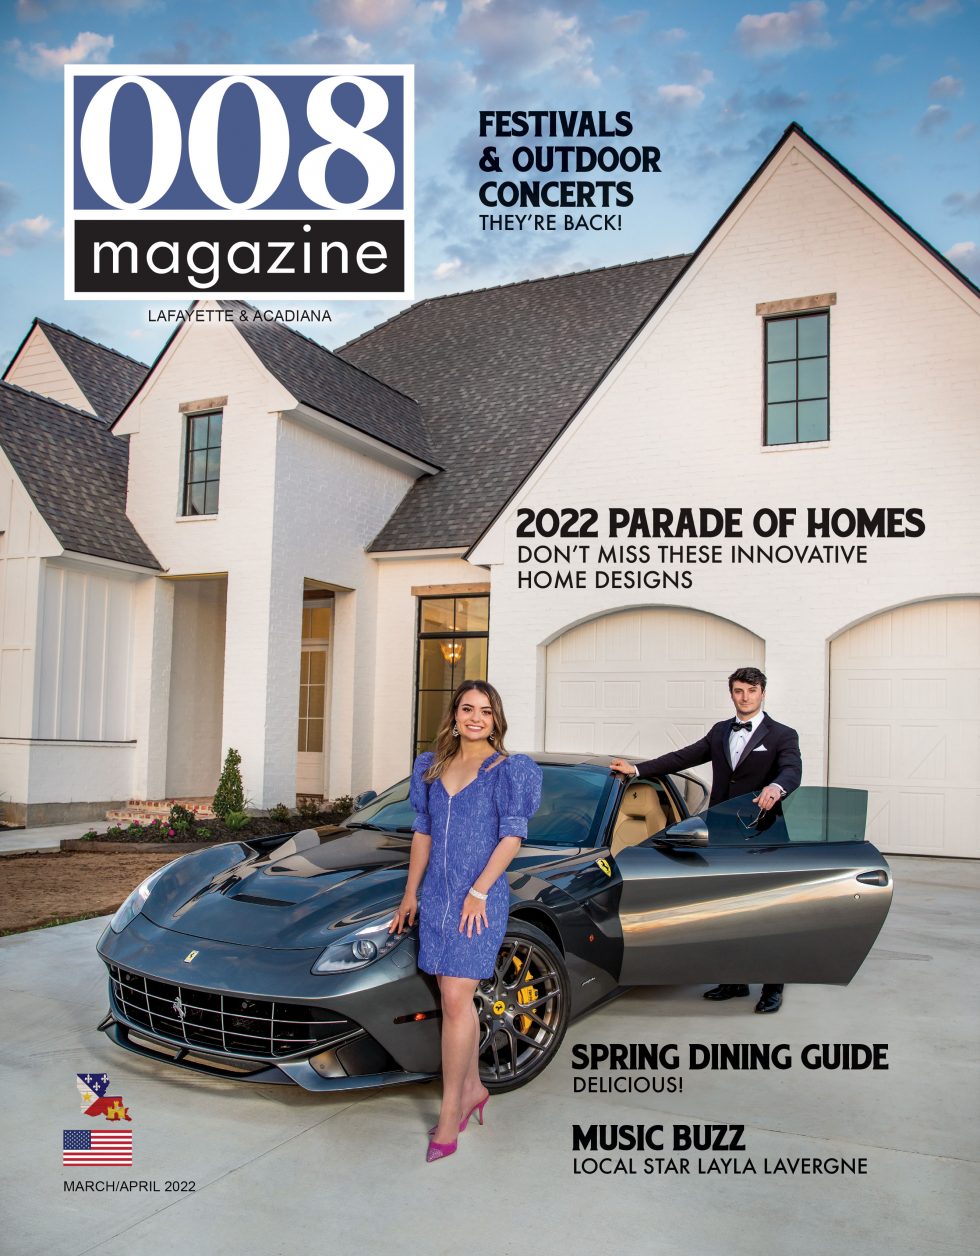 008
magazine
LAFAYETTE & ACADIANA
FESTIVALS
& OUTDOOR
CONCERTS
THEY'RE BACK!
2022 PARADE OF HOMES
DON'T MISS THESE INNOVATIVE
HOME DESIGNS
SPRING DINING GUIDE
DELICIOUS!
MUSIC BUZZ
LOCAL STAR LAYLA LAVERGNE
MARCH/APRIL 2022